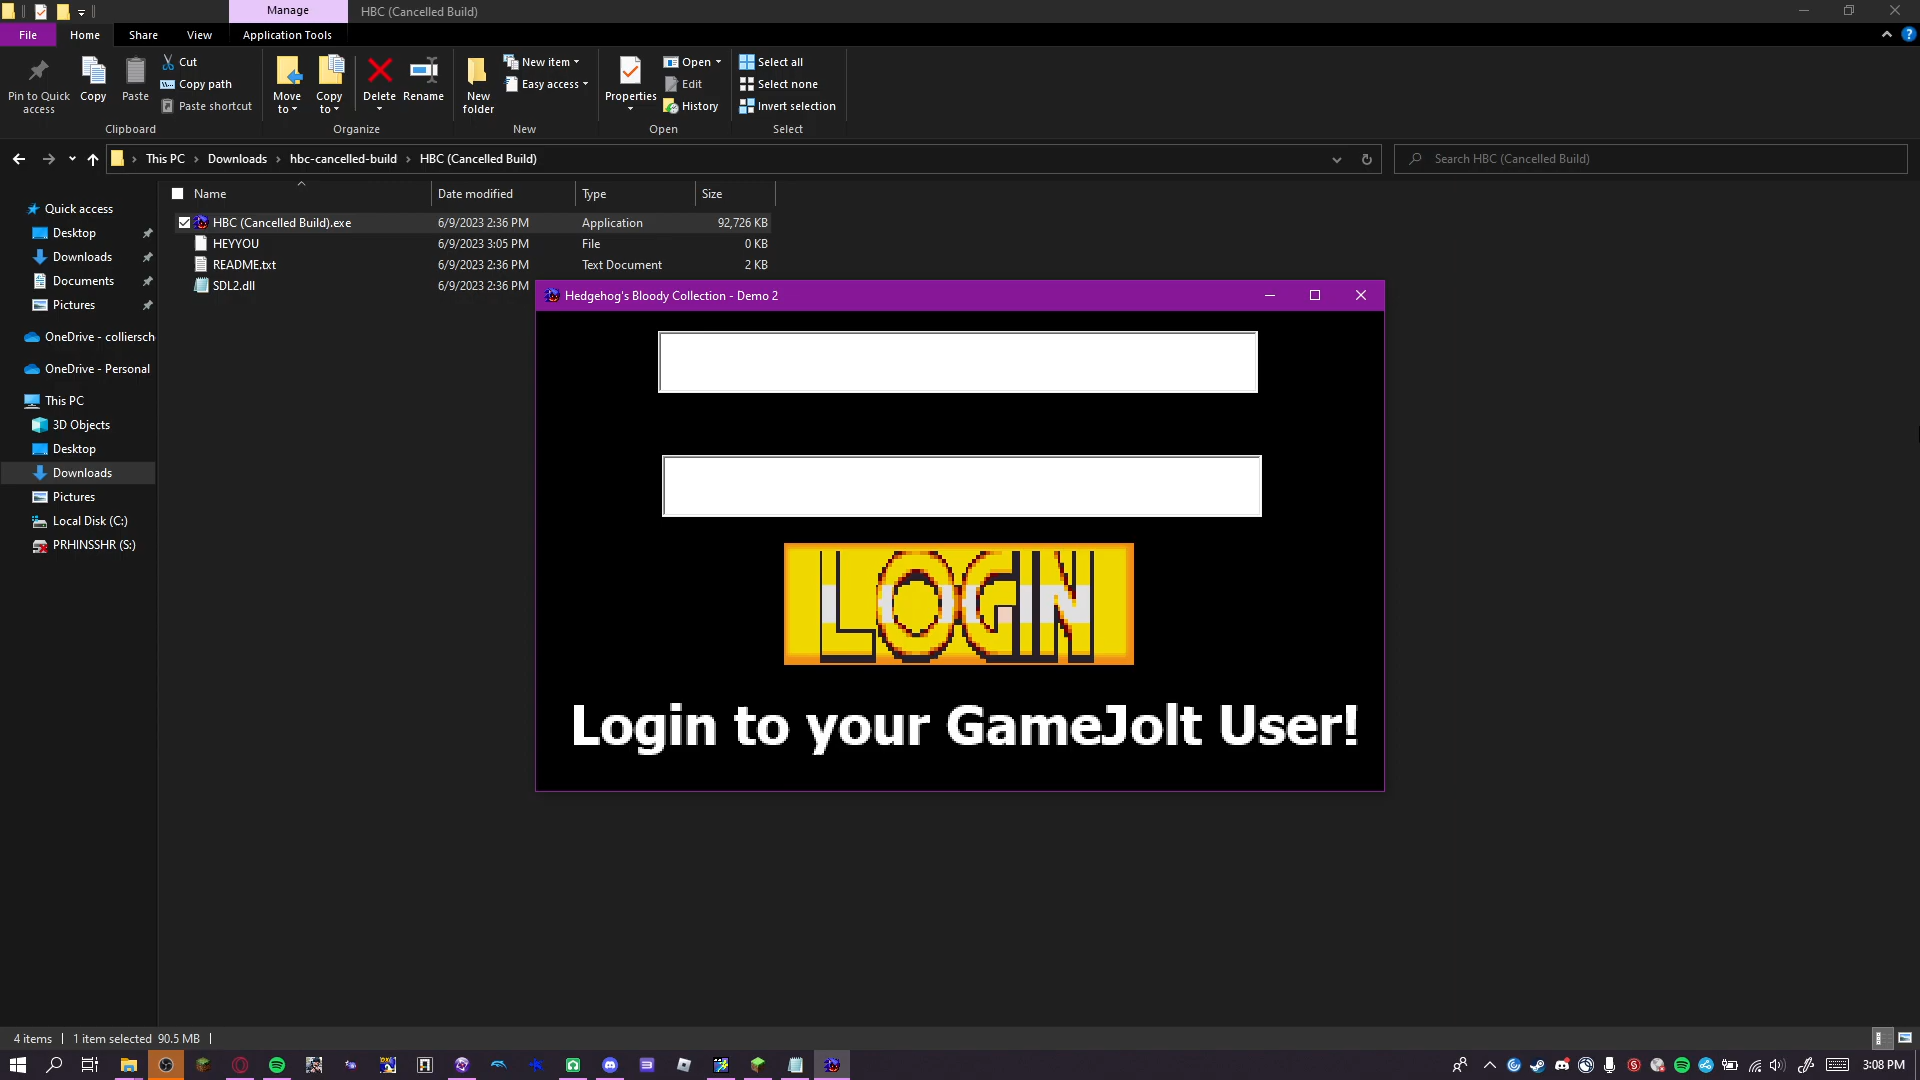 Manage
HBC (Cancelled Build)
File
Home
Share
View
Application Tools
Pin to Quick access
Copy
Paste
Cut
Copy path
Paste shortcut
Clipboard
Move to
Copy to
Delete
Rename
Organize
New folder
New item
Easy access
New
Properties
Open
Edit
History
Open
Select all
Select none
Invert selection
Select
This PC
Downloads
hbc-cancelled-build
HBC (Cancelled Build)
Search HBC (Cancelled Build)
Name
Date modified
Type
Size
HBC (Cancelled Build).exe
6/9/2023 2:36 PM
Application
92,726 KB
HEYYOU
6/9/2023 3:05 PM
File
0 KB
README.txt
6/9/2023 2:36 PM
Text Document
2 KB
SDL2.dll
6/9/2023 2:36 PM
Quick access
Desktop
Downloads
Documents
Pictures
OneDrive - colliersch
OneDrive - Personal
This PC
3D Objects
Desktop
Downloads
Pictures
Local Disk (C:)
PRHINSSHR (S:)
Hedgehog's Bloody Collection - Demo 2
LOGIN
Login to your GameJolt User!
4 items
1 item selected 90.5 MB
3:08 PM